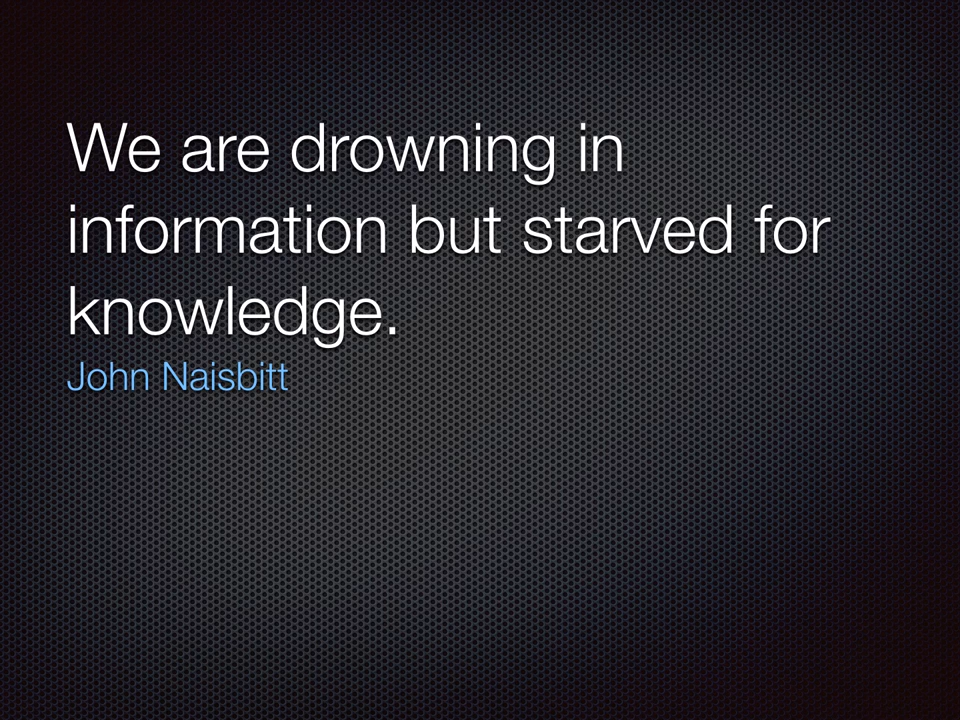 We are drowning in
information but starved for
knowledge.
John Naisbitt